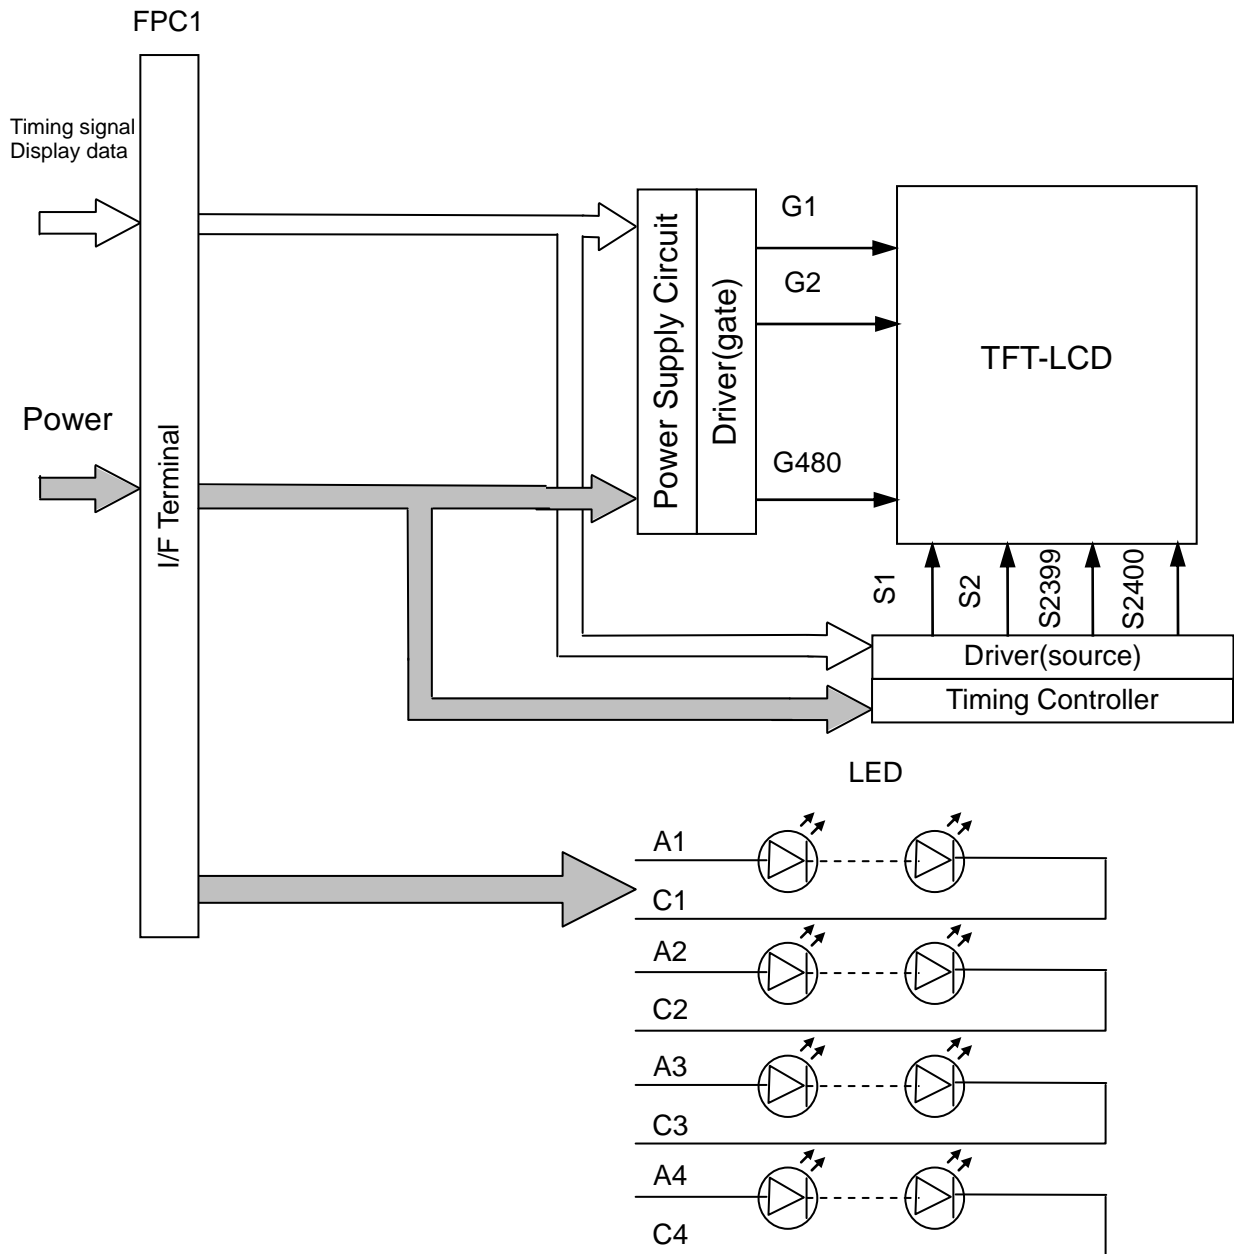 FPC1
Timing signal
Display data
Power
I/F Terminal
Power Supply Circuit
Driver(gate)
G1
G2
G480
TFT-LCD
S1
S2
S2399
S2400
Driver(source)
Timing Controller
LED
A1
C1
A2
C2
A3
C3
A4
C4